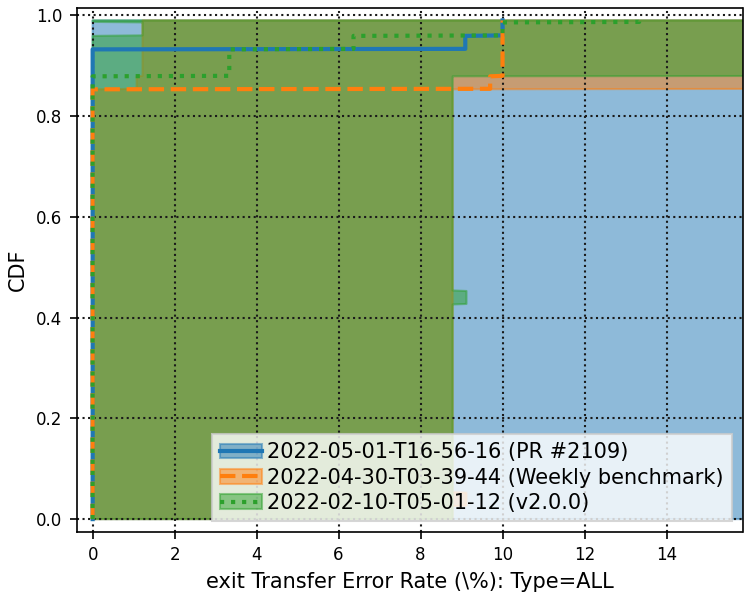 1.0
0.8
0.6
0.4
0.2
0.0
CDF
2022-05-01-T16-56-16 (PR #2109)
2022-04-30-T03-39-44 (Weekly benchmark)
2022-02-10-T05-01-12 (v2.0.0)
0 2 4 6 8 10 12 14
exit Transfer Error Rate (\%): Type=ALL